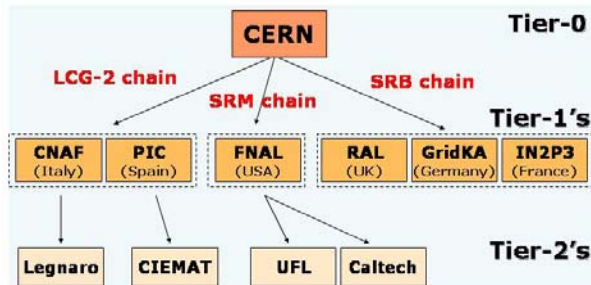 CERN
Tier-0
LCG-2 chain
SRM chain
SRB chain
Tier-1's
CNAF
(Italy)
PIC
(Spain)
FNAL
(USA)
RAL
(UK)
GridKA
(Germany)
IN2P3
(France)
Tier-2's
Legnaro
CIEMAT
UFL
Caltech